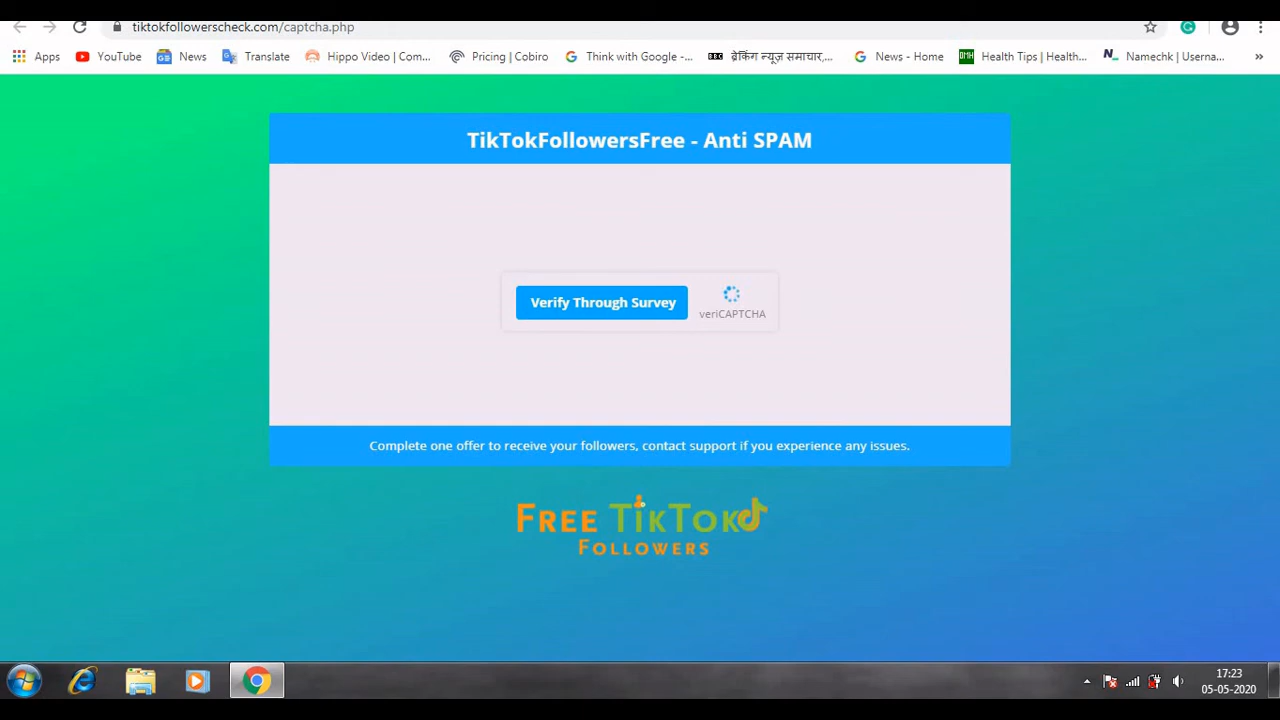 tiktokfollowerscheck.com/captcha.php
Apps YouTube News Translate Hippo Video | Com... Pricing | Cobiro Think with Google -... BBC ब्रेकिंग न्यूज़ समाचार,... News - Home DMH Health Tips | Health... N Namechk | Userna... »
TikTokFollowersFree - Anti SPAM
Verify Through Survey
veriCAPTCHA
Complete one offer to receive your followers, contact support if you experience any issues.
FREE TIKTOK
FOLLOWERS
17:23
05-05-2020